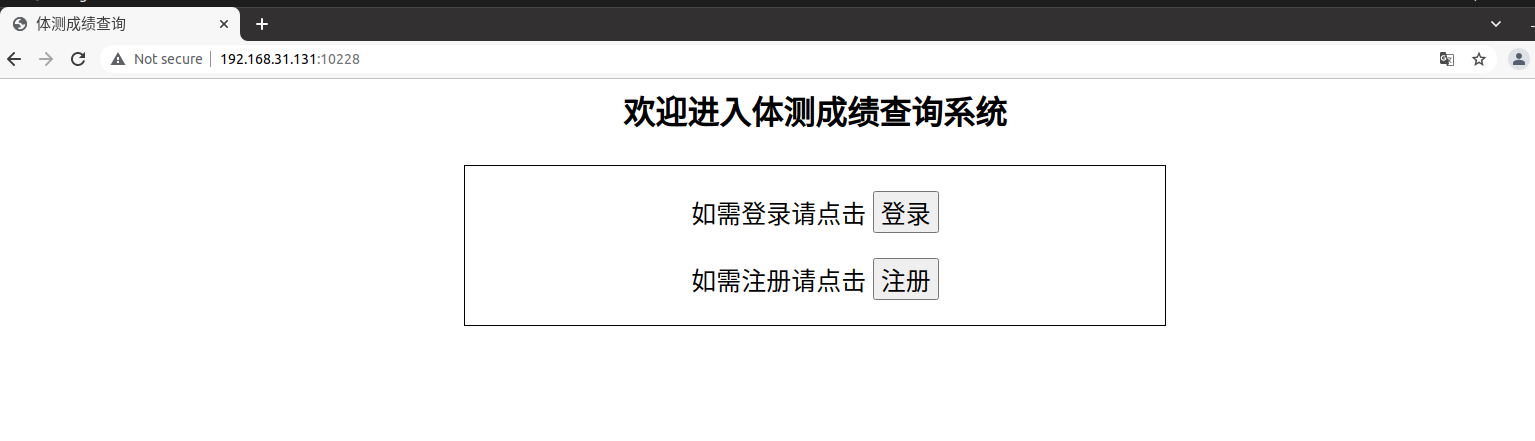 体测成绩查询
Not secure 192.168.31.131:10228
欢迎进入体测成绩查询系统
如需登录请点击 登录
如需注册请点击 注册